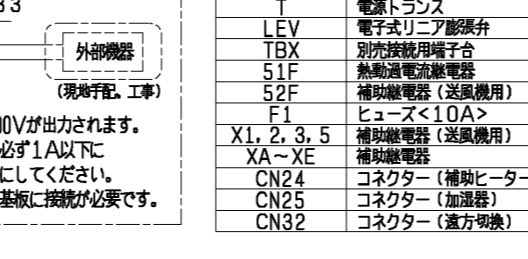 33
外部機器
(現地手配。工事)
00Vが出力されます。
必ず1A以下に
にしてください。
基板に接続が必要です。
T 電源トランス
LEV 電子式リニア膨張弁
TBX 別売接続用端子台
51F 熱動過電流継電器
52F 補助継電器(送風機用)
F1 ヒューズ<10A>
X1, 2, 3, 5 補助継電器(送風機用)
XA~XE 補助継電器
CN24 コネクター(補助ヒーター
CN25 コネクター(加湿器)
CN32 コネクター(遠方切換)